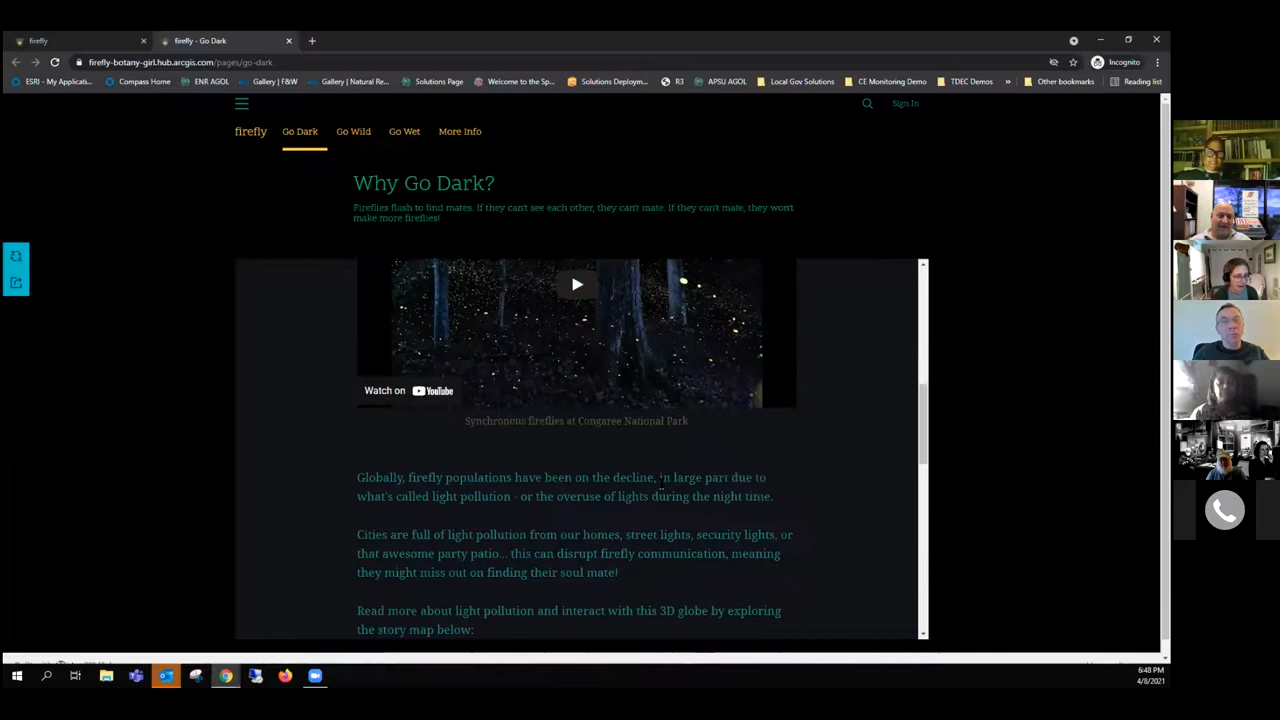 firefly
firefly - Go Dark
firefly-botany-girl.hub.arcgis.com/pages/go-dark
Incognito
ESRI - My Applicati...
Compass Home
ENR AGOL
Gallery | F&W
Gallery | Natural Re...
Solutions Page
Welcome to the Sp...
Solutions Deploym...
R3
APSU AGOL
Local Gov Solutions
CE Monitoring Demo
TDEC Demos
»
Other bookmarks
Reading list
Sign In
firefly
Go Dark
Go Wild
Go Wet
More Info
Why Go Dark?
Fireflies flash to find mates. If they can't see each other, they can't mate. If they can't mate, they won't
make more fireflies!
Watch on YouTube
Synchronous fireflies at Congaree National Park
Globally, firefly populations have been on the decline, in large part due to
what's called light pollution - or the overuse of lights during the night time.
Cities are full of light pollution from our homes, street lights, security lights, or
that awesome party patio... this can disrupt firefly communication, meaning
they might miss out on finding their soul mate!
Read more about light pollution and interact with this 3D globe by exploring
the story map below:
6:48 PM
4/8/2021